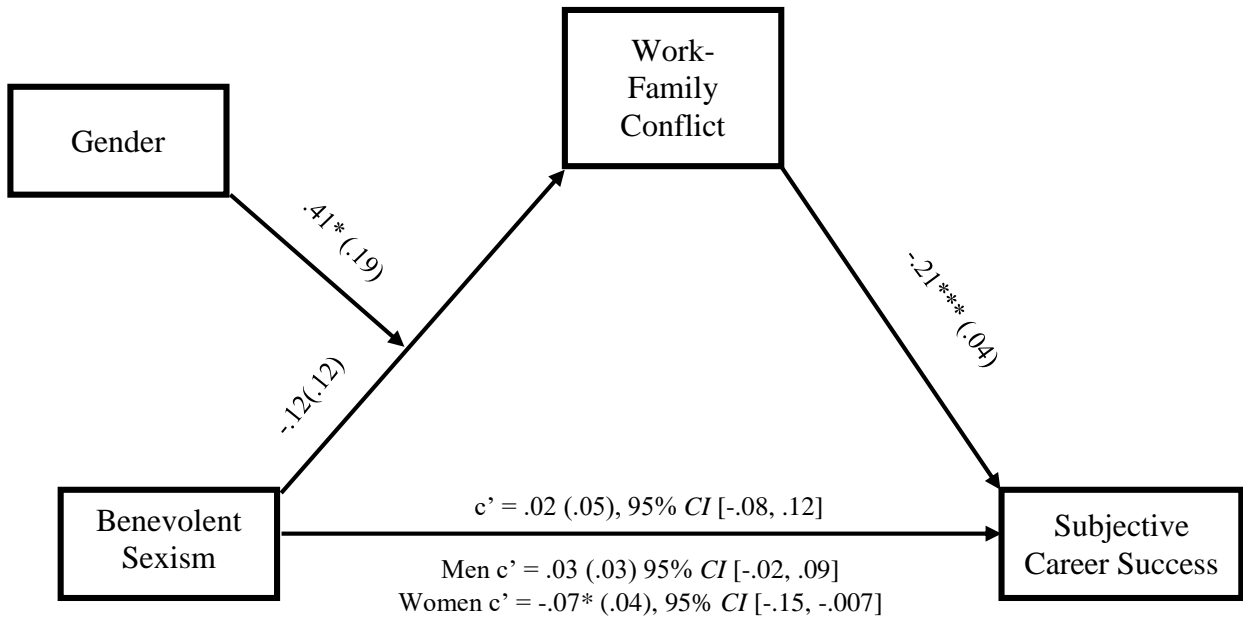 Work-
Family
Conflict
Gender
.41* (.19)
-.21*** (.04)
-.12(.12)
Benevolent
Sexism
c’ = .02 (.05), 95% CI [-.08, .12]
Men c’ = .03 (.03) 95% CI [-.02, .09]
Women c’ = -.07* (.04), 95% CI [-.15, -.007]
Subjective
Career Success